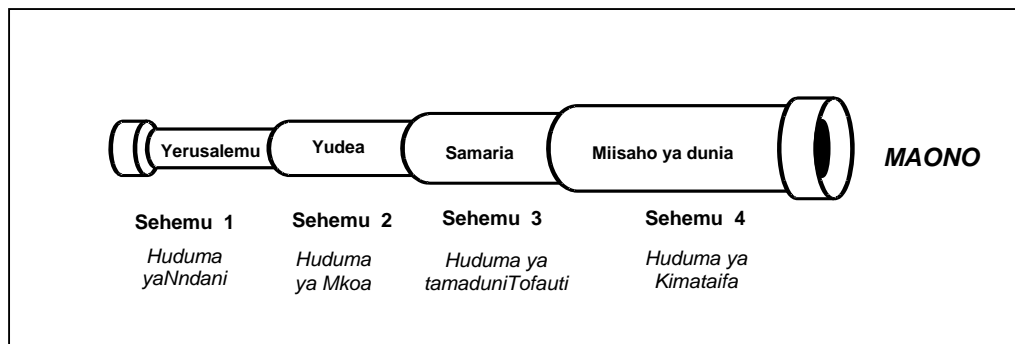 Yerusalemu
Yudea
Samaria
Miisaho ya dunia
MAONO
Sehemu 1
Sehemu 2
Sehemu 3
Sehemu 4
Huduma
yaNndani
Huduma
ya Mkoa
Huduma ya
tamaduniTofauti
Huduma ya
Kimataifa